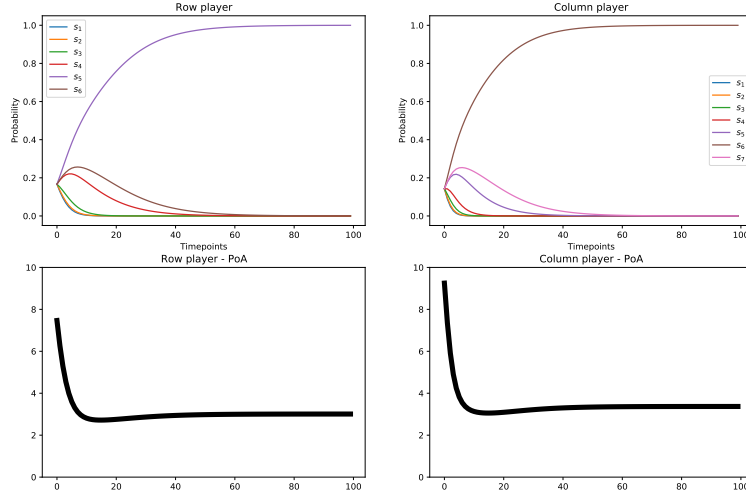 Row player
1.0
0.8
0.6
0.4
0.2
0.0
Probability
s1
s2
s3
s4
s5
s6
0 20 40 60 80 100
Timepoints
Column player
1.0
0.8
0.6
0.4
0.2
0.0
Probability
s1
s2
s3
s4
s5
s6
s7
0 20 40 60 80 100
Timepoints
Row player - PoA
10
8
6
4
2
0
0 20 40 60 80 100
Column player - PoA
10
8
6
4
2
0
0 20 40 60 80 100